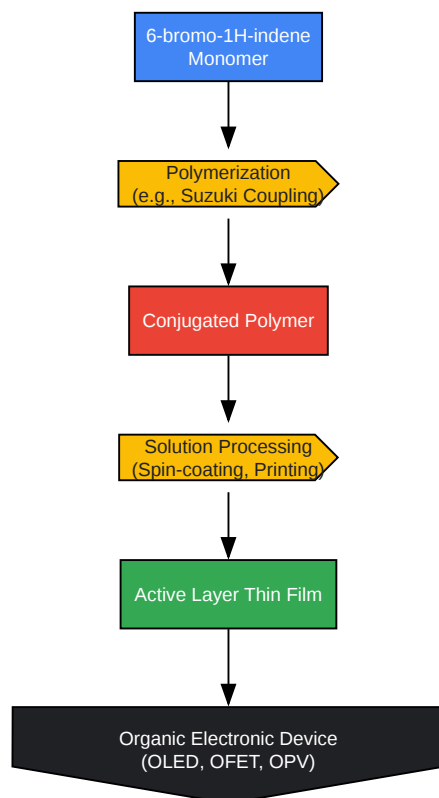 6-bromo-1H-indene
Monomer
Polymerization
(e.g., Suzuki Coupling)
Conjugated Polymer
Solution Processing
(Spin-coating, Printing)
Active Layer Thin Film
Organic Electronic Device
(OLED, OFET, OPV)